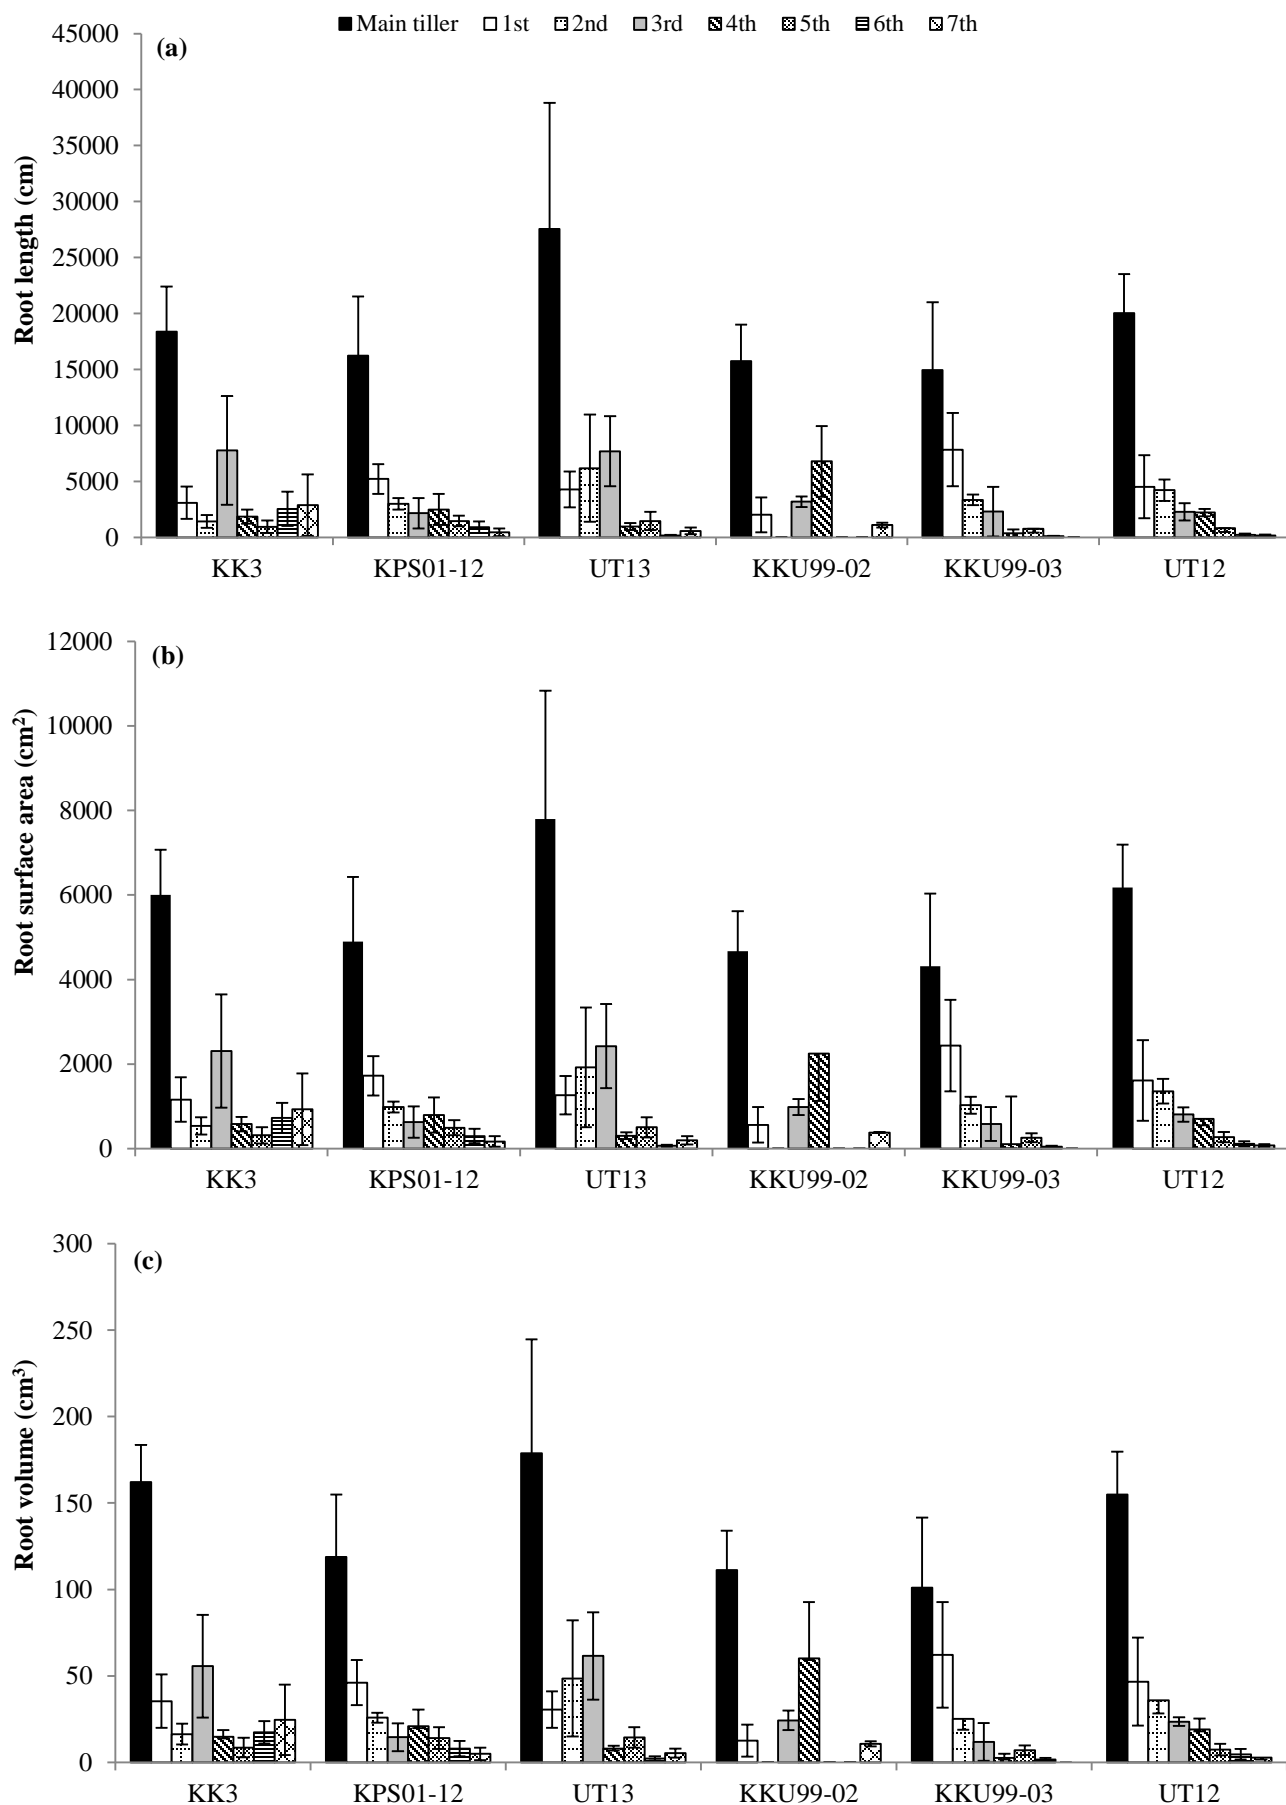 Main tiller 1st 2nd 3rd 4th 5th 6th 7th
(a)
Root length (cm)
45000
40000
35000
30000
25000
20000
15000
10000
5000
0
KK3 KPS01-12 UT13 KKU99-02 KKU99-03 UT12
(b)
Root surface area (cm²)
12000
10000
8000
6000
4000
2000
0
KK3 KPS01-12 UT13 KKU99-02 KKU99-03 UT12
(c)
Root volume (cm³)
300
250
200
150
100
50
0
KK3 KPS01-12 UT13 KKU99-02 KKU99-03 UT12